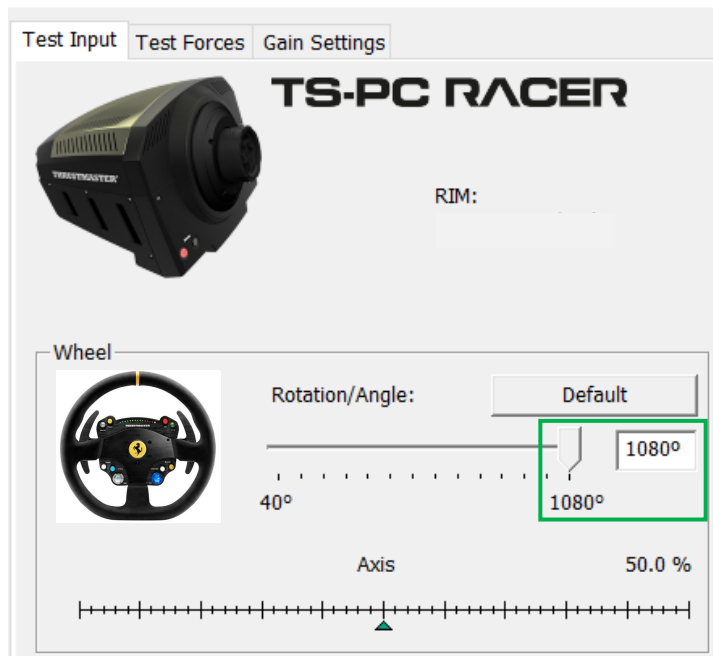 Test Input Test Forces Gain Settings
TS-PC RACER
THRUSTMASTER
RIM:
Wheel
Rotation/Angle: Default
1080º
40º 1080º
Axis 50.0 %